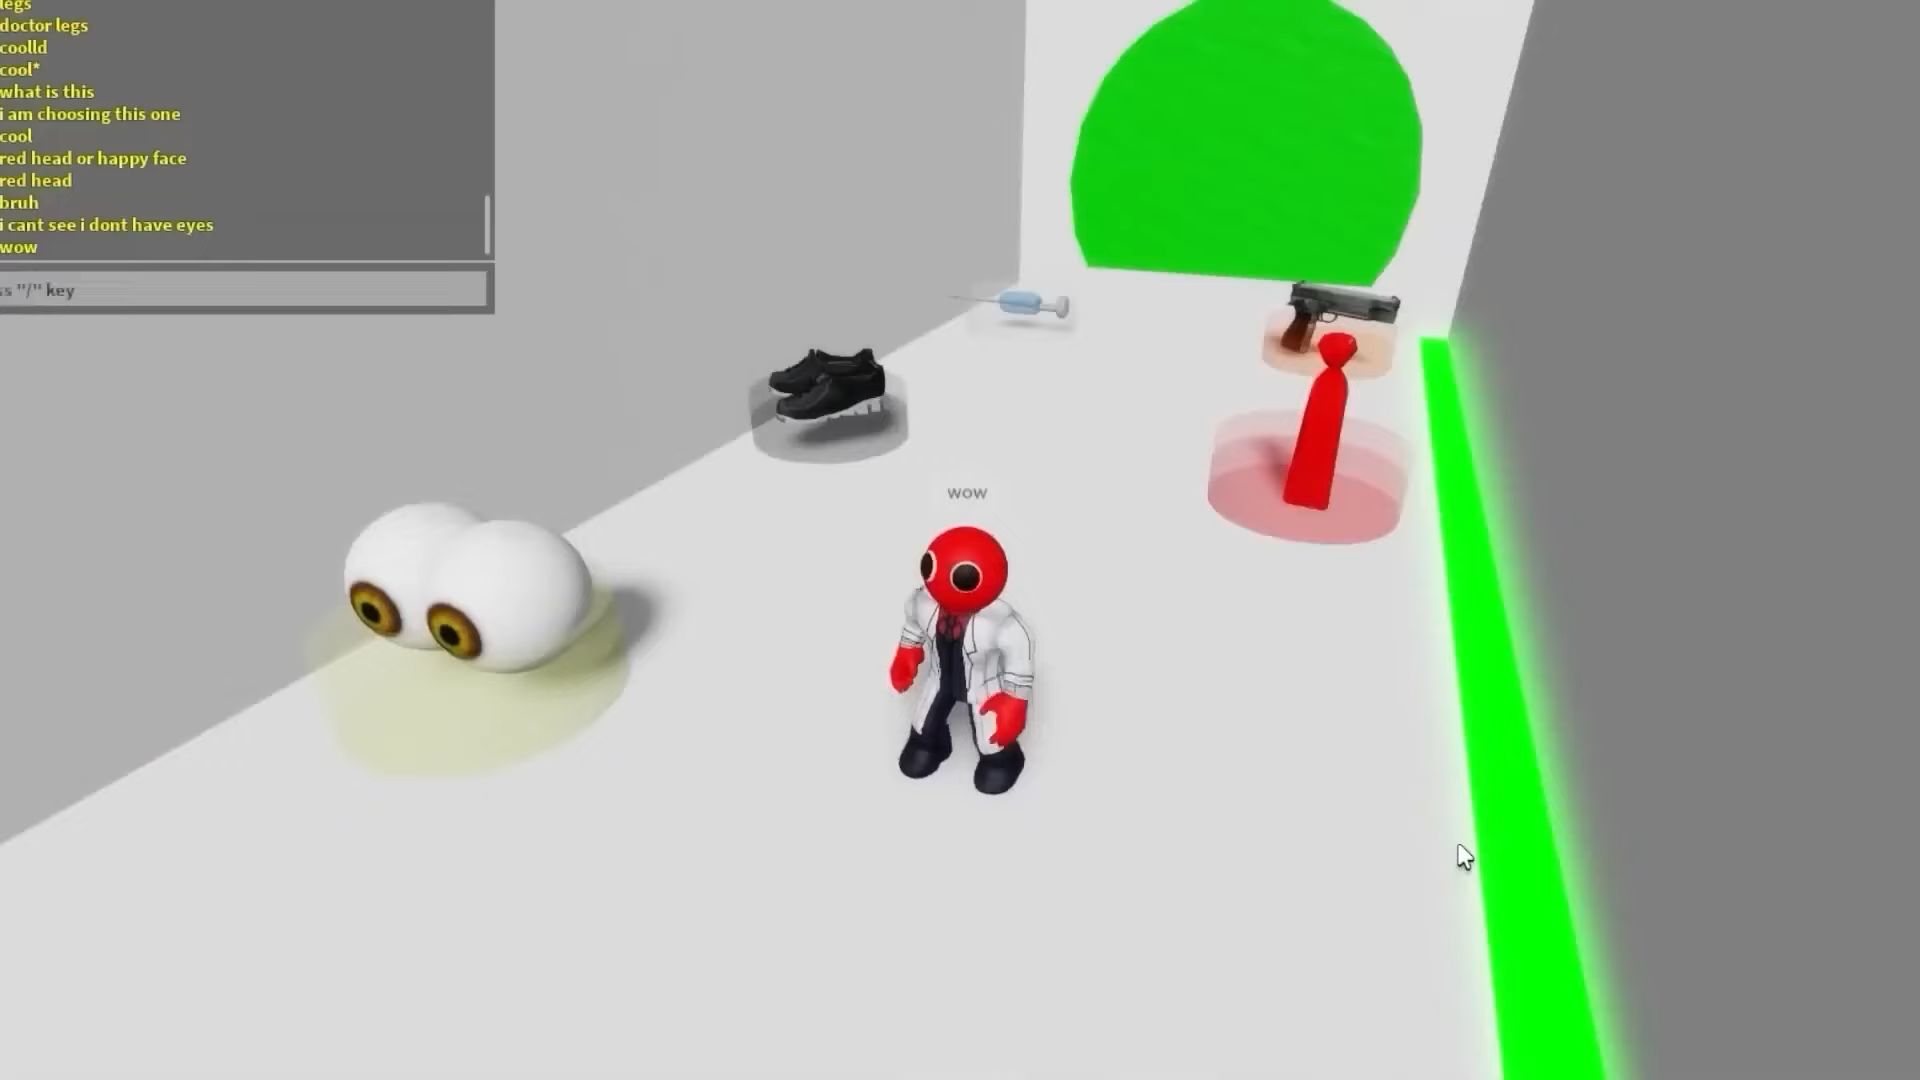 legs
doctor legs
coolld
cool*
what is this
i am choosing this one
cool
red head or happy face
red head
bruh
i cant see i dont have eyes
wow
"/" key
wow